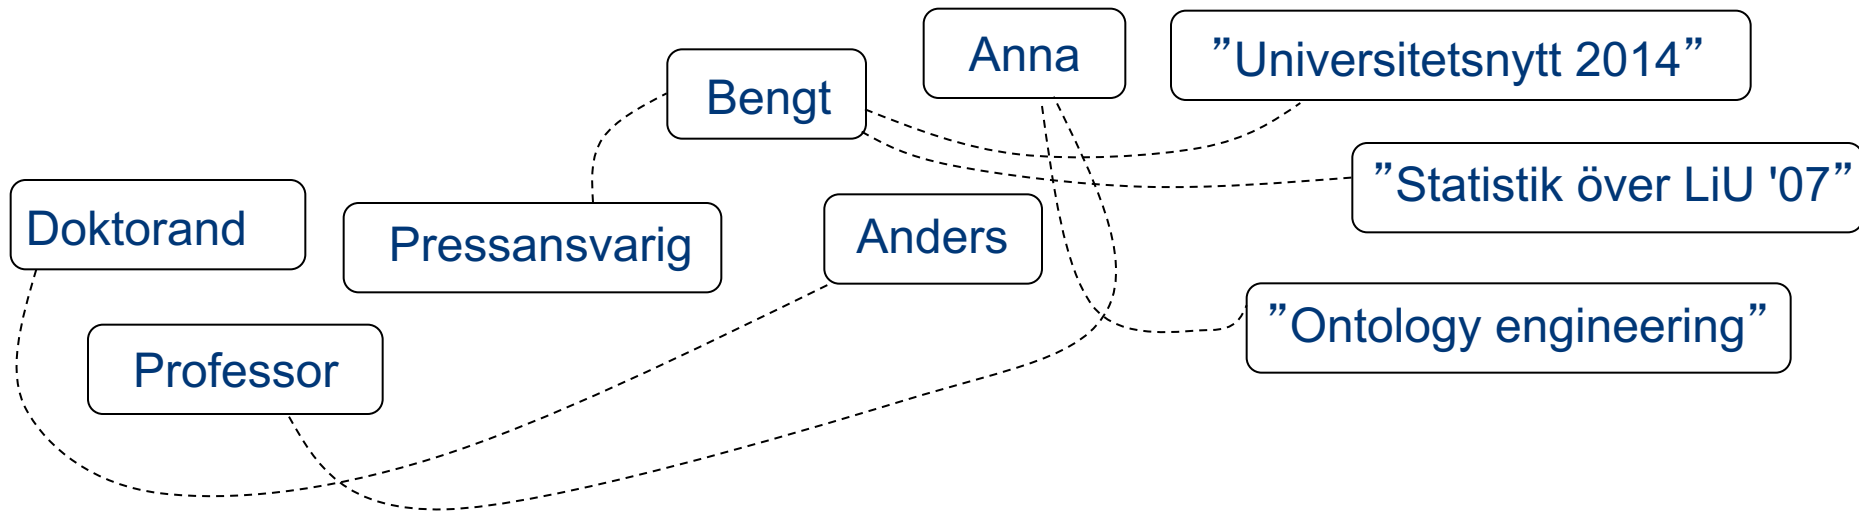 Anna
”Universitetsnytt 2014”
Bengt
”Statistik över LiU '07”
Doktorand
Pressansvarig
Anders
”Ontology engineering”
Professor